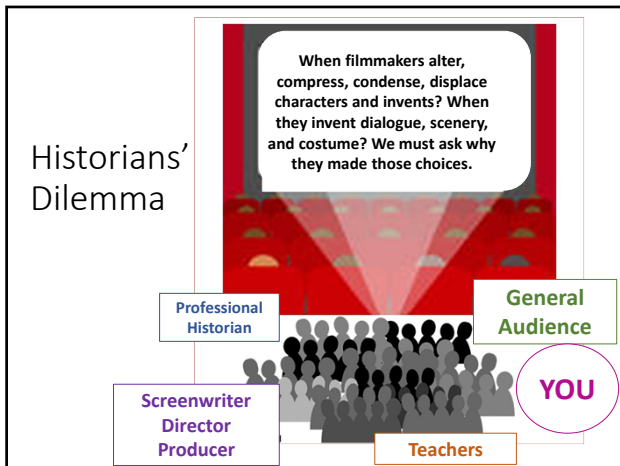 Historians’
Dilemma
When filmmakers alter,
compress, condense, displace
characters and invents? When
they invent dialogue, scenery,
and costume? We must ask why
they made those choices.
Professional
Historian
General
Audience
YOU
Screenwriter
Director
Producer
Teachers